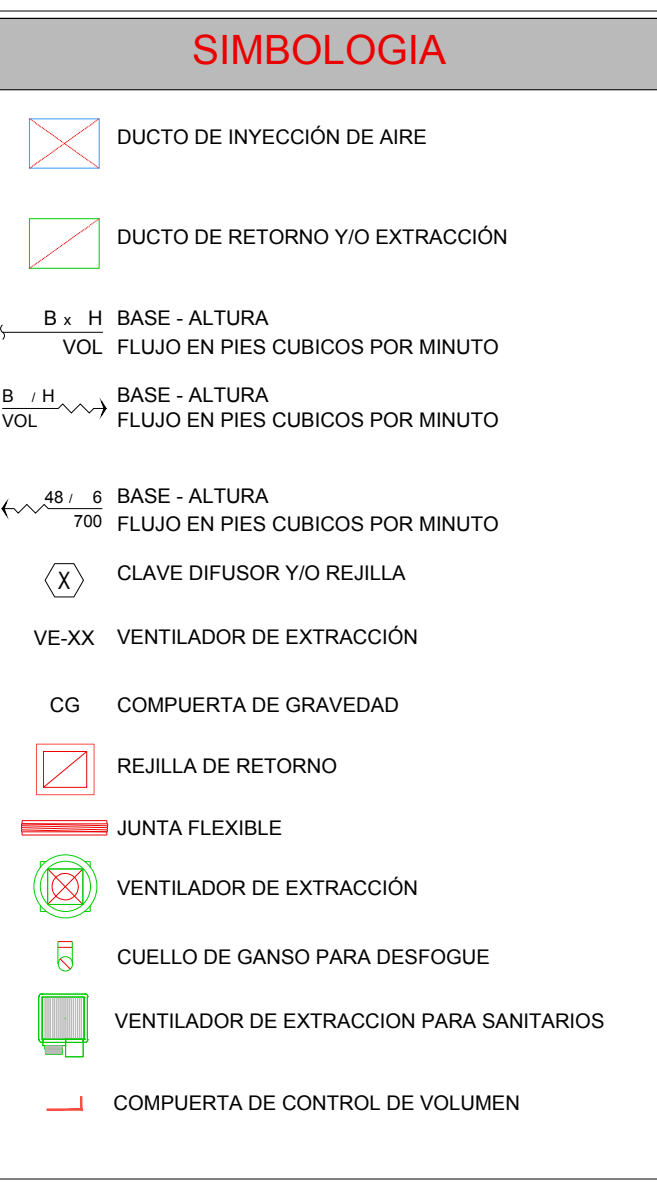 SIMBOLOGIA
DUCTO DE INYECCIÓN DE AIRE
DUCTO DE RETORNO Y/O EXTRACCIÓN
B x H BASE - ALTURA
VOL FLUJO EN PIES CUBICOS POR MINUTO
B / H BASE - ALTURA
VOL FLUJO EN PIES CUBICOS POR MINUTO
48 / 6 BASE - ALTURA
700 FLUJO EN PIES CUBICOS POR MINUTO
X CLAVE DIFUSOR Y/O REJILLA
VE-XX VENTILADOR DE EXTRACCIÓN
CG COMPUERTA DE GRAVEDAD
REJILLA DE RETORNO
JUNTA FLEXIBLE
VENTILADOR DE EXTRACCIÓN
CUELLO DE GANSO PARA DESFOGUE
VENTILADOR DE EXTRACCION PARA SANITARIOS
COMPUERTA DE CONTROL DE VOLUMEN